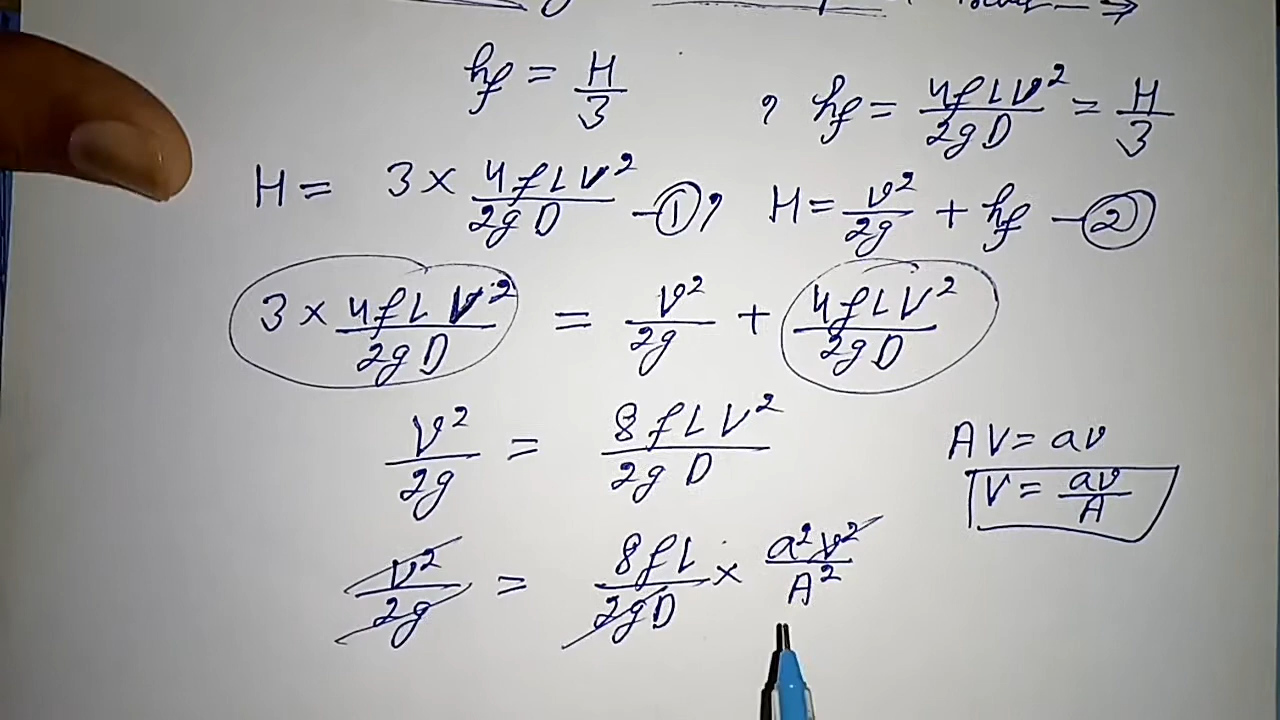 hf = H/3
, hf = 4fLV²/2gD = H/3
H = 3 × 4fLV²/2gD - ① ,
H = v²/2g + hf - ②
3 × 4fLV²/2gD = v²/2g + 4fLV²/2gD
v²/2g = 8fLV²/2gD
AV = av
V = av/A
v²/2g = 8fL/2gD × a²v²/A²